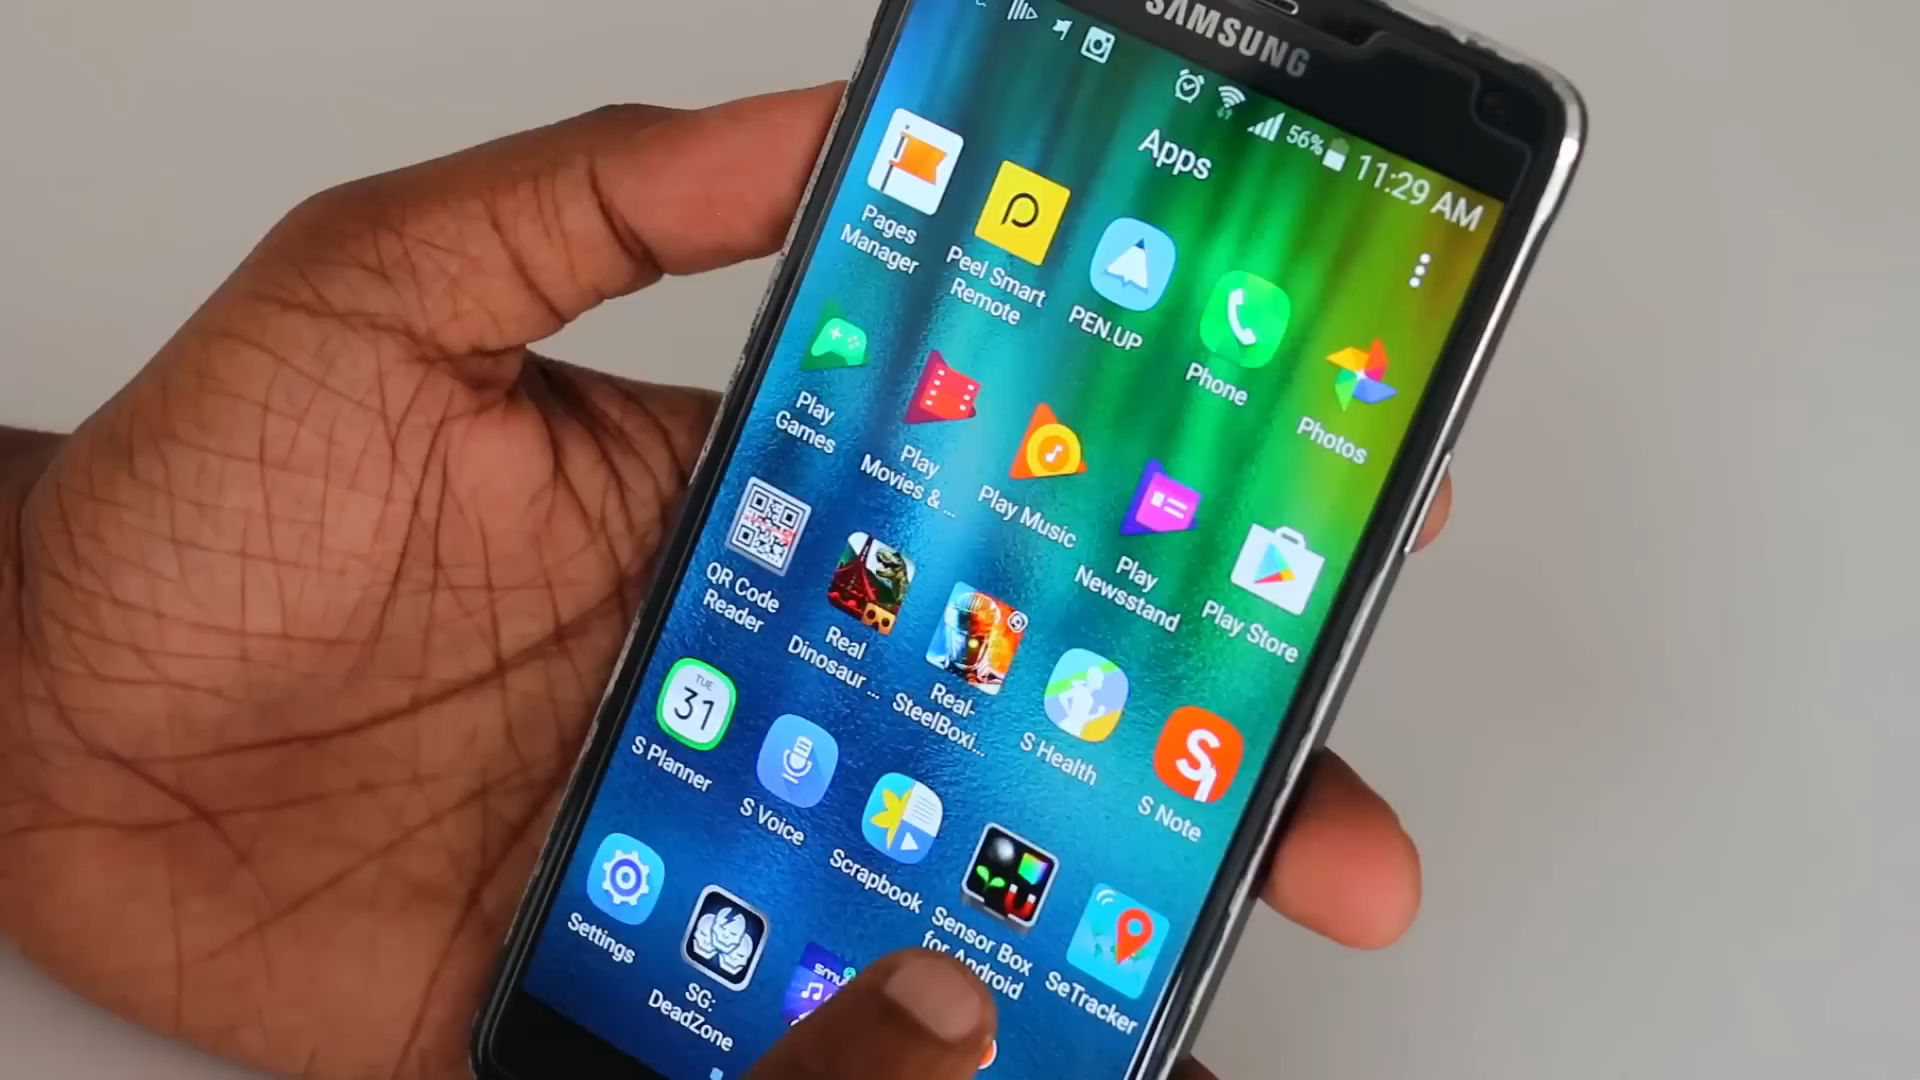 SAMSUNG
56% 11:29 AM
Apps
Pages
Manager
Peel Smart
Remote
PEN.UP
Phone
Photos
Play
Games
Play
Movies & ...
Play Music
Play
Newsstand
Play Store
QR Code
Reader
Real
Dinosaur ...
Real-
SteelBoxi...
S Health
S Note
TUE
31
S Planner
S Voice
Scrapbook
Sensor Box
for Android
SeTracker
Settings
SG:
DeadZone
smu